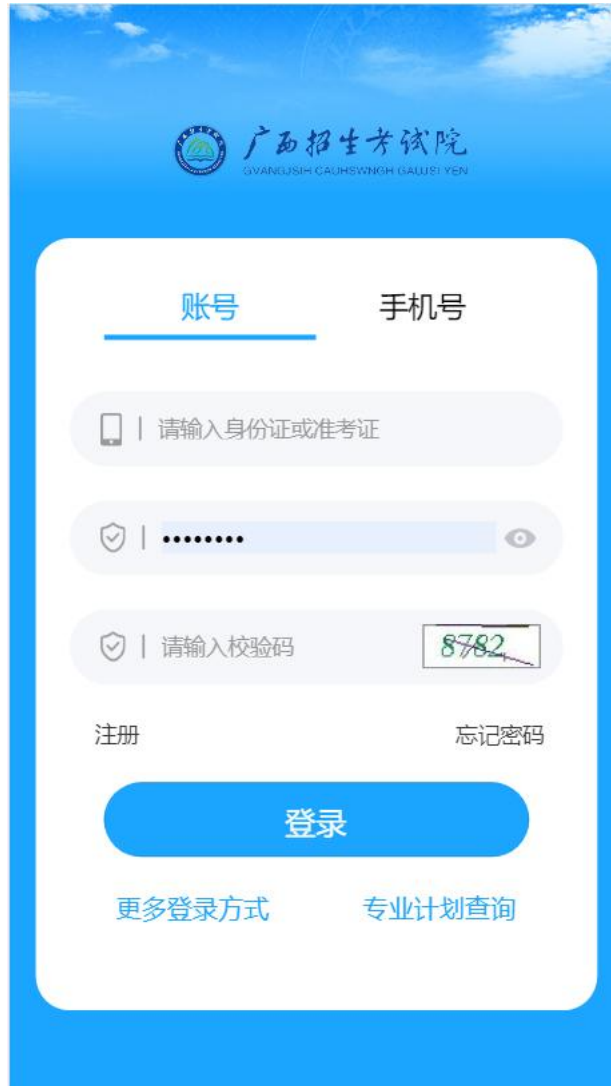 广西招生考试院
GVANGJSIH CAUHSWNGH GAUJSI YEN
账号 手机号
请输入身份证或准考证
••••••••
请输入校验码 8782
注册 忘记密码
登录
更多登录方式 专业计划查询